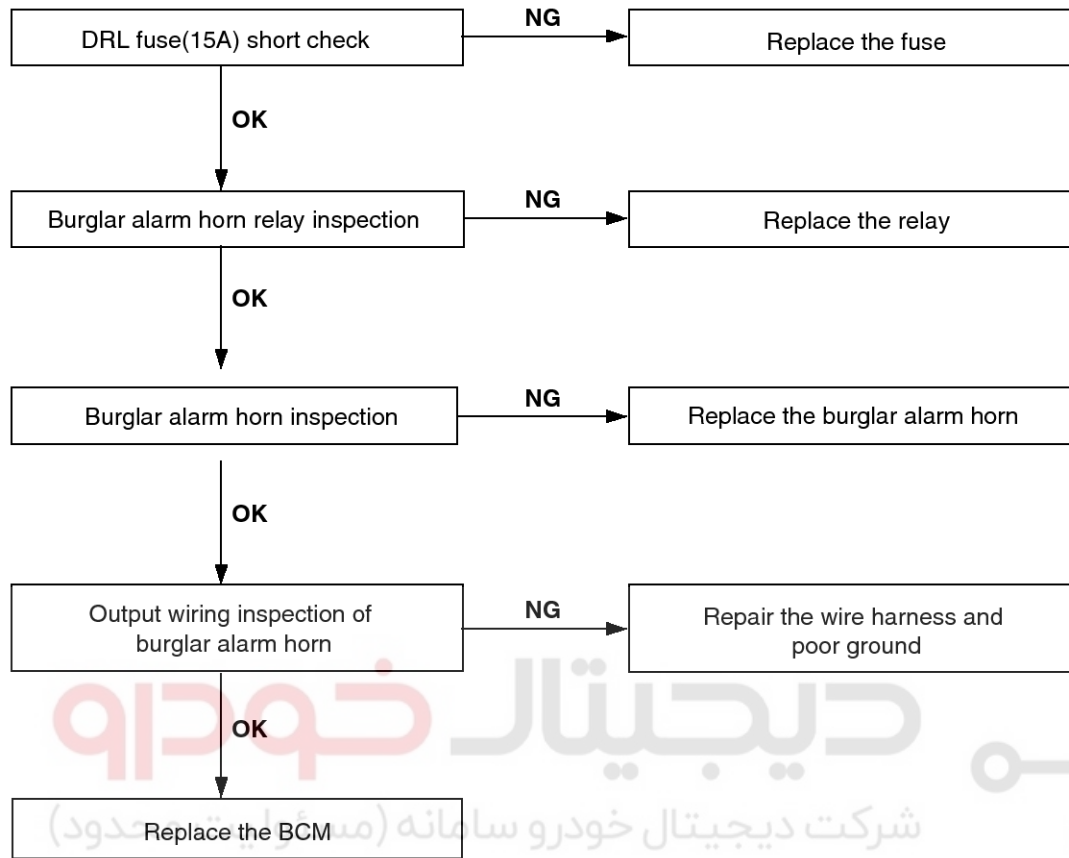 DRL fuse(15A) short check
NG
Replace the fuse
OK
Burglar alarm horn relay inspection
NG
Replace the relay
OK
Burglar alarm horn inspection
NG
Replace the burglar alarm horn
OK
Output wiring inspection of
burglar alarm horn
NG
Repair the wire harness and
poor ground
دیجیتال خودرو
OK
شرکت دیجیتال خودرو سامانه (مسئولیت محدود)
Replace the BCM